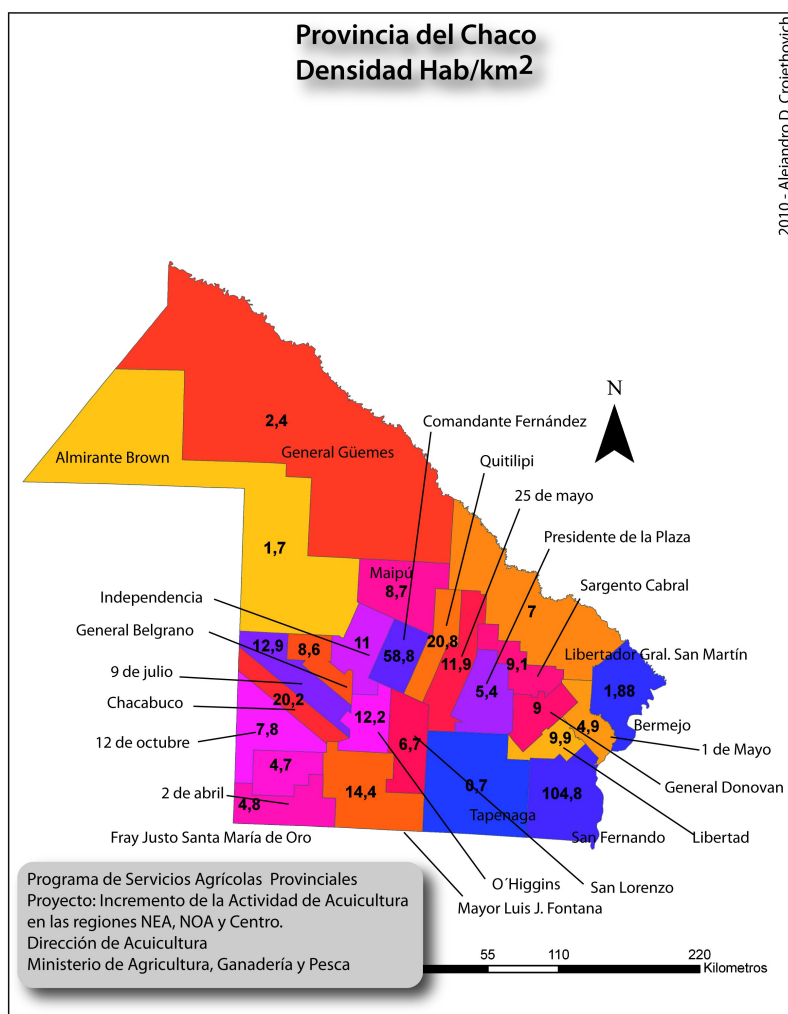 Provincia del Chaco
Densidad Hab/km2
2010 - Alejandro D. Crojethovich
N
2,4
General Güemes
Almirante Brown
1,7
Comandante Fernández
Quitilipi
25 de mayo
Presidente de la Plaza
Sargento Cabral
Maipú
8,7
7
Independencia
General Belgrano
9 de julio
Chacabuco
12 de octubre
2 de abril
Fray Justo Santa María de Oro
11
58,8
20,8
11,9
9,1
Libertador Gral. San Martín
12,9
8,6
5,4
1,88
20,2
9
7,8
12,2
6,7
4,9
Bermejo
9,9
1 de Mayo
4,7
0,7
104,8
General Donovan
4,8
14,4
Tapenaga
San Fernando
Libertad
O´Higgins
San Lorenzo
Mayor Luis J. Fontana
Programa de Servicios Agrícolas Provinciales
Proyecto: Incremento de la Actividad de Acuicultura
en las regiones NEA, NOA y Centro.
Dirección de Acuicultura
Ministerio de Agricultura, Ganadería y Pesca
55 110 220
Kilometros